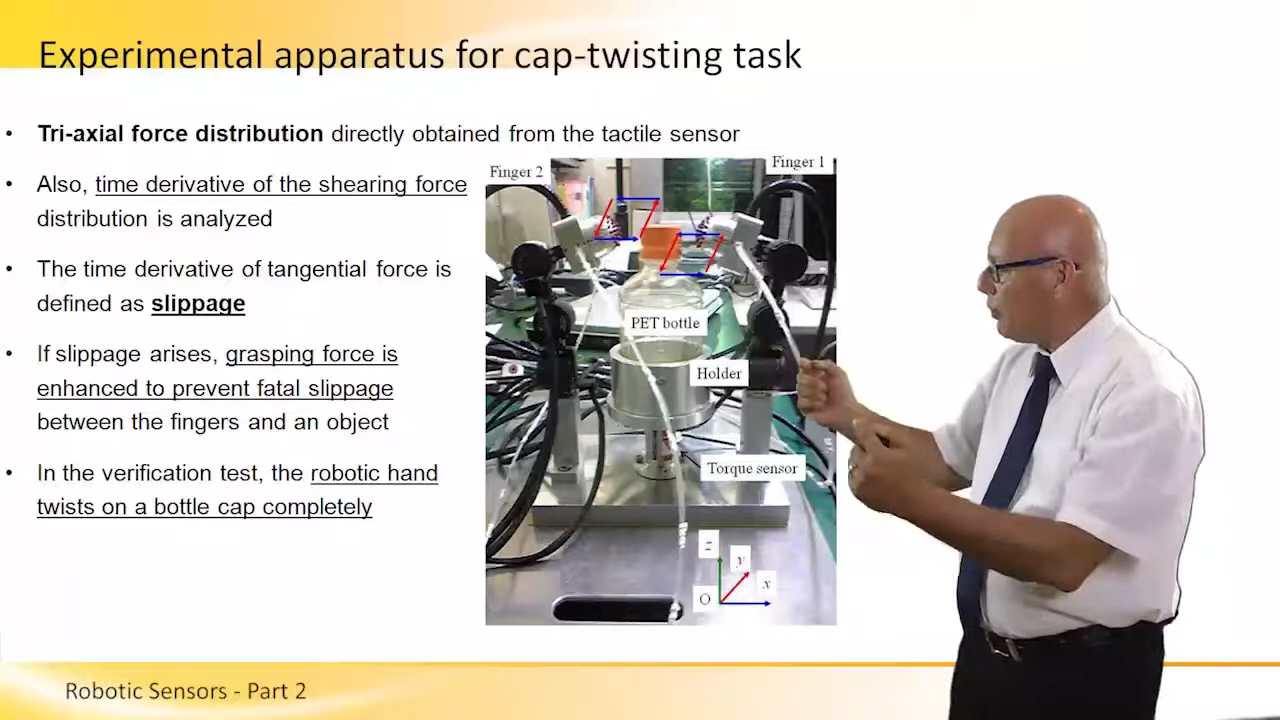 Experimental apparatus for cap-twisting task
• Tri-axial force distribution directly obtained from the tactile sensor
• Also, time derivative of the shearing force
distribution is analyzed
• The time derivative of tangential force is
defined as slippage
• If slippage arises, grasping force is
enhanced to prevent fatal slippage
between the fingers and an object
• In the verification test, the robotic hand
twists on a bottle cap completely
Finger 2
Finger 1
PET bottle
Holder
Torque sensor
z
y
x
O
Robotic Sensors - Part 2